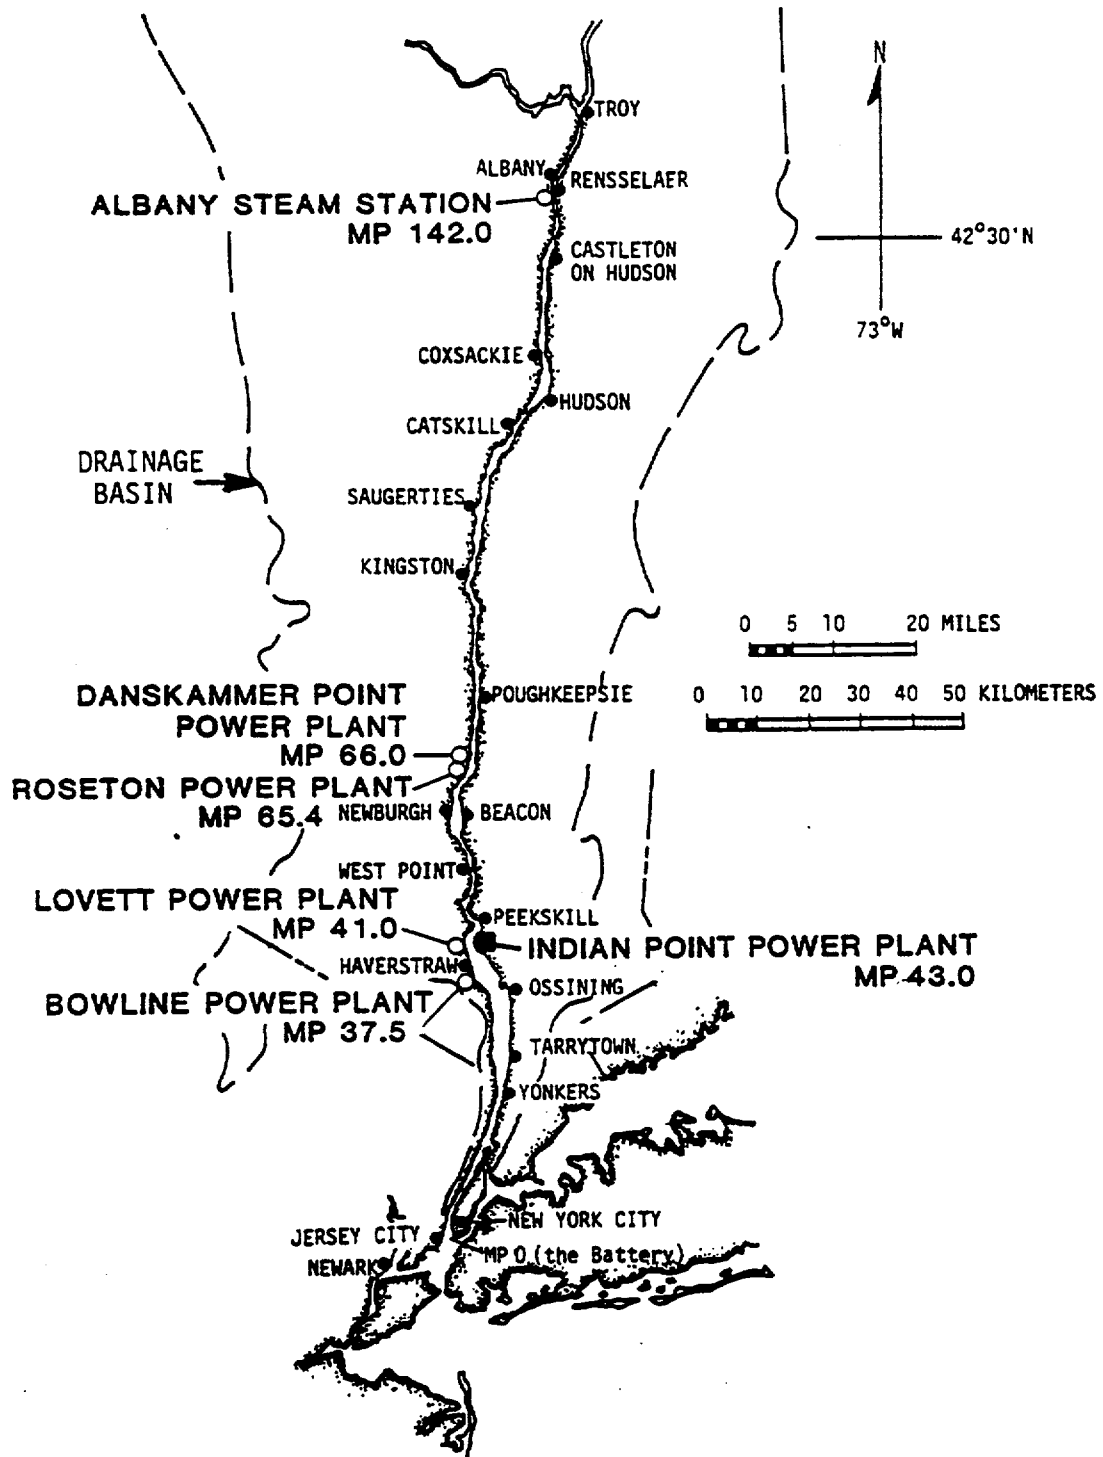 N
TROY
ALBANY
RENSSELAER
ALBANY STEAM STATION
MP 142.0
42°30'N
CASTLETON
ON HUDSON
73°W
COXSACKIE
HUDSON
CATSKILL
DRAINAGE
BASIN
SAUGERTIES
KINGSTON
0 5 10 20 MILES
0 10 20 30 40 50 KILOMETERS
POUGHKEEPSIE
DANSKAMMER POINT
POWER PLANT
MP 66.0
ROSETON POWER PLANT
MP 65.4
NEWBURGH
BEACON
WEST POINT
LOVETT POWER PLANT
MP 41.0
PEEKSKILL
INDIAN POINT POWER PLANT
MP 43.0
HAVERSTRAW
OSSINING
BOWLINE POWER PLANT
MP 37.5
TARRYTOWN
YONKERS
NEW YORK CITY
JERSEY CITY
MP 0 (the Battery)
NEWARK